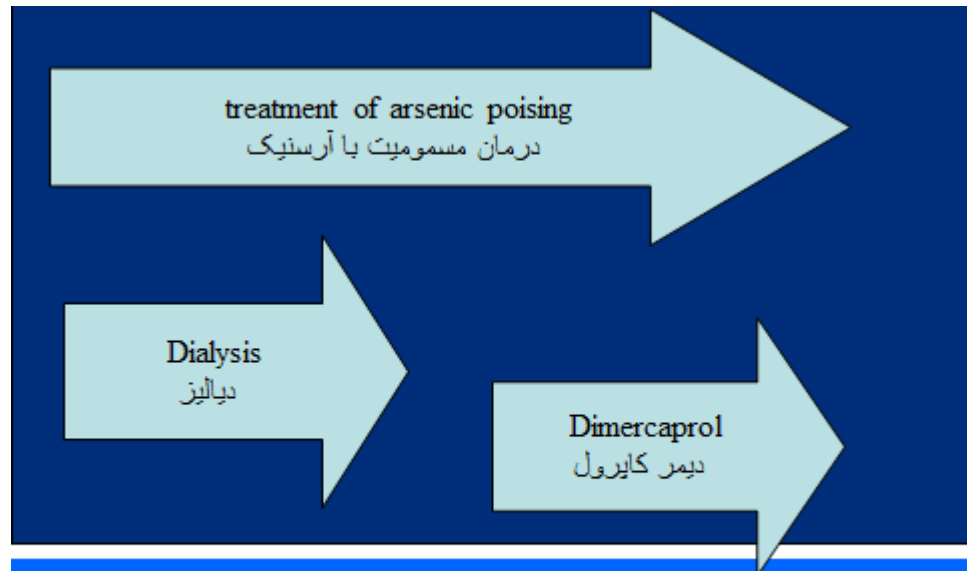 treatment of arsenic poising
درمان مسمومیت با آرسنیک
Dialysis
دیالیز
Dimercaprol
دیمر کاپرول